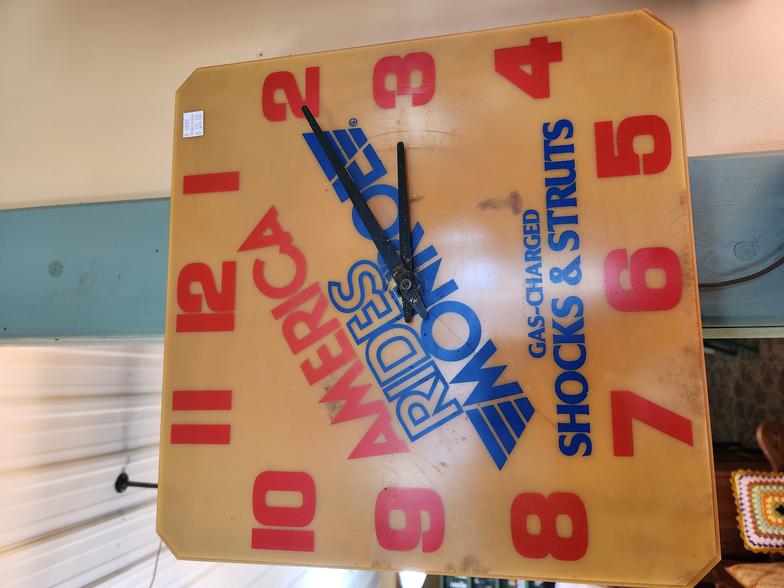 12
1
2
3
4
5
6
7
8
9
10
11
AMERICA
RIDES
MONROE®
GAS-CHARGED
SHOCKS & STRUTS